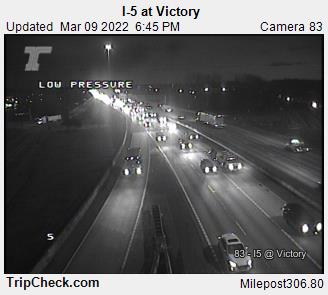 I-5 at Victory
Updated Mar 09 2022 6:45 PM Camera 83
T
LOW PRESSURE
S
83 - I5 @ Victory
TripCheck.com Milepost306.80